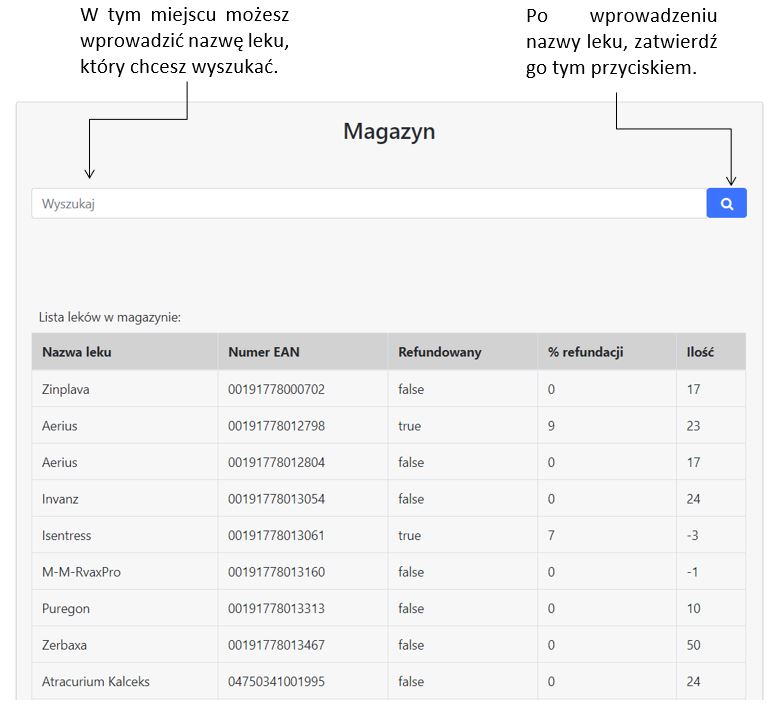 W tym miejscu możesz
wprowadzić nazwę leku,
który chcesz wyszukać.
Po wprowadzeniu
nazwy leku, zatwierdź
go tym przyciskiem.
Magazyn
Wyszukaj
Lista leków w magazynie:
Nazwa leku Numer EAN Refundowany % refundacji Ilość
Zinplava 00191778000702 false 0 17
Aerius 00191778012798 true 9 23
Aerius 00191778012804 false 0 17
Invanz 00191778013054 false 0 24
Isentress 00191778013061 true 7 -3
M-M-RvaxPro 00191778013160 false 0 -1
Puregon 00191778013313 false 0 10
Zerbaxa 00191778013467 false 0 50
Atracurium Kalceks 04750341001995 false 0 24